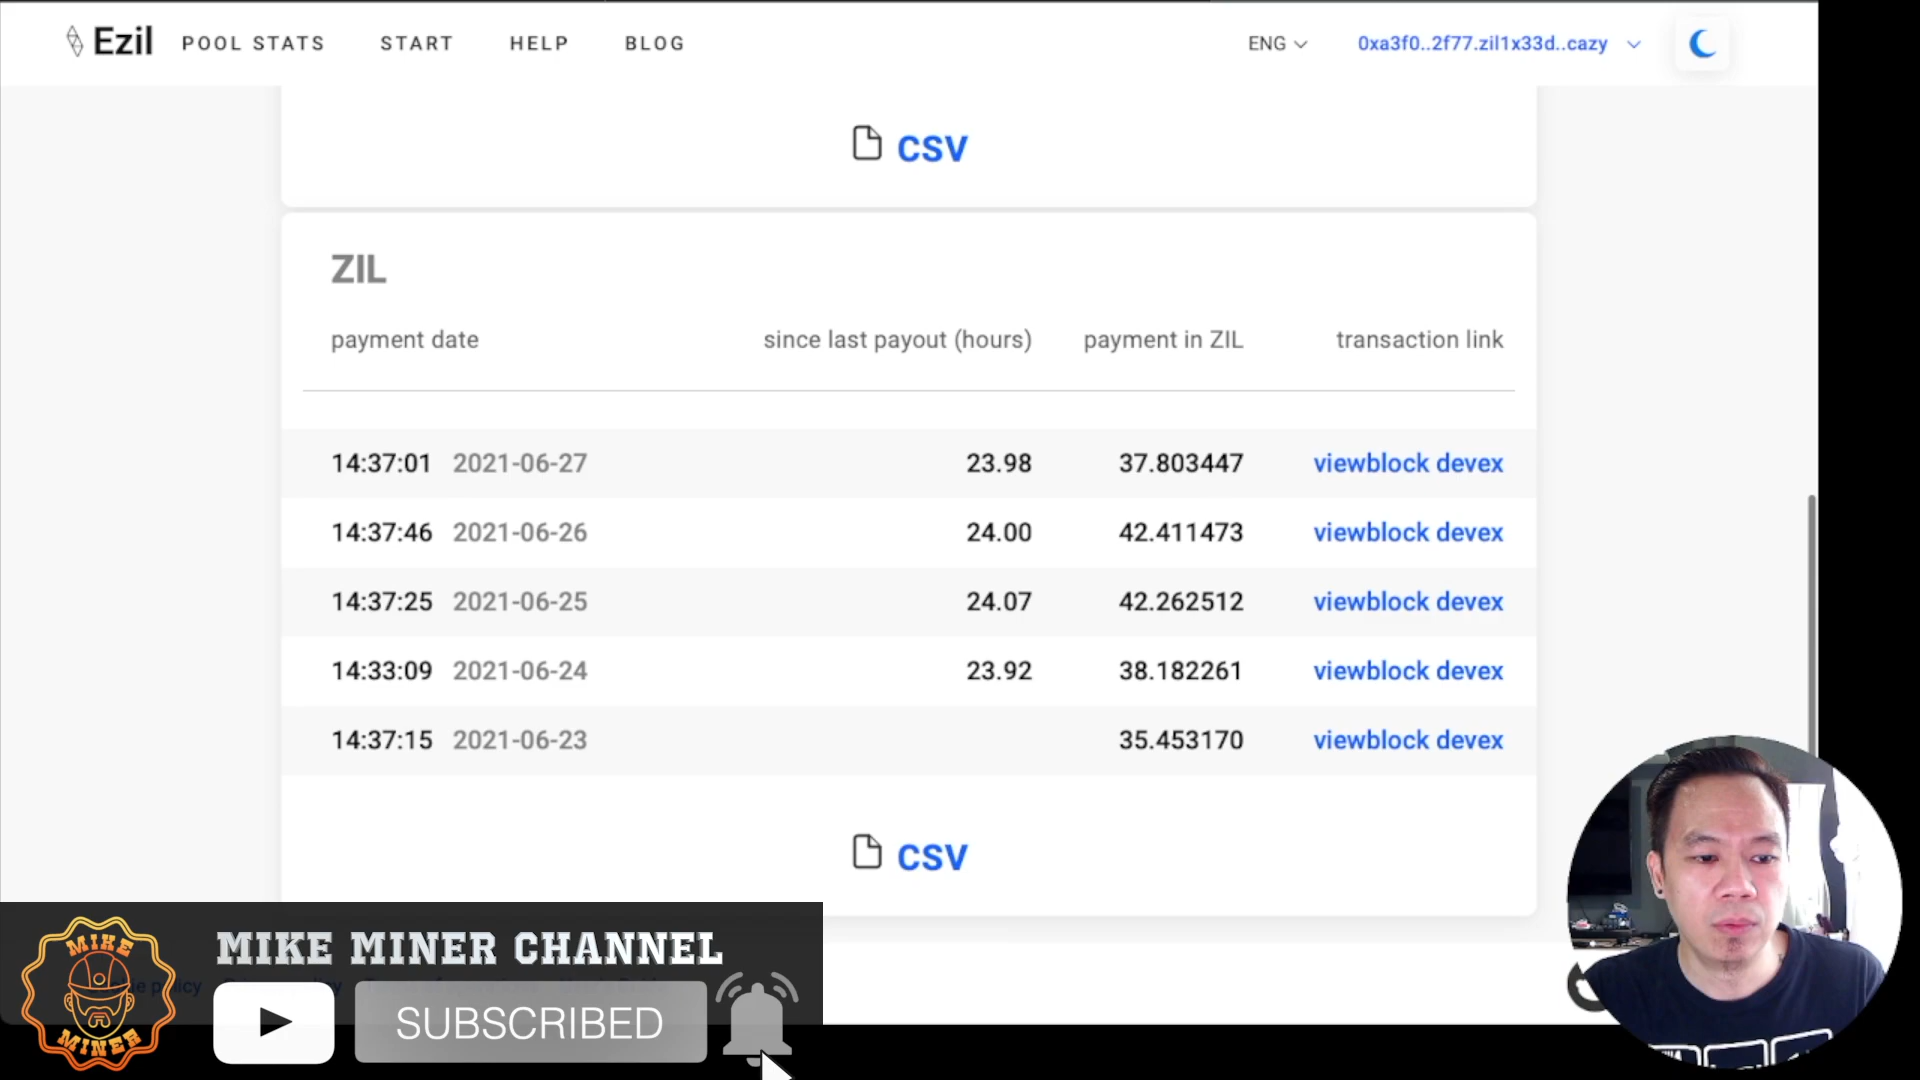 Ezil POOL STATS START HELP BLOG ENG 0xa3f0..2f77.zil1x33d..cazy
CSV
ZIL
payment date since last payout (hours) payment in ZIL transaction link
14:37:01 2021-06-27 23.98 37.803447 viewblock devex
14:37:46 2021-06-26 24.00 42.411473 viewblock devex
14:37:25 2021-06-25 24.07 42.262512 viewblock devex
14:33:09 2021-06-24 23.92 38.182261 viewblock devex
14:37:15 2021-06-23 35.453170 viewblock devex
CSV
MIKE MINER CHANNEL
MIKE
MINER
SUBSCRIBED